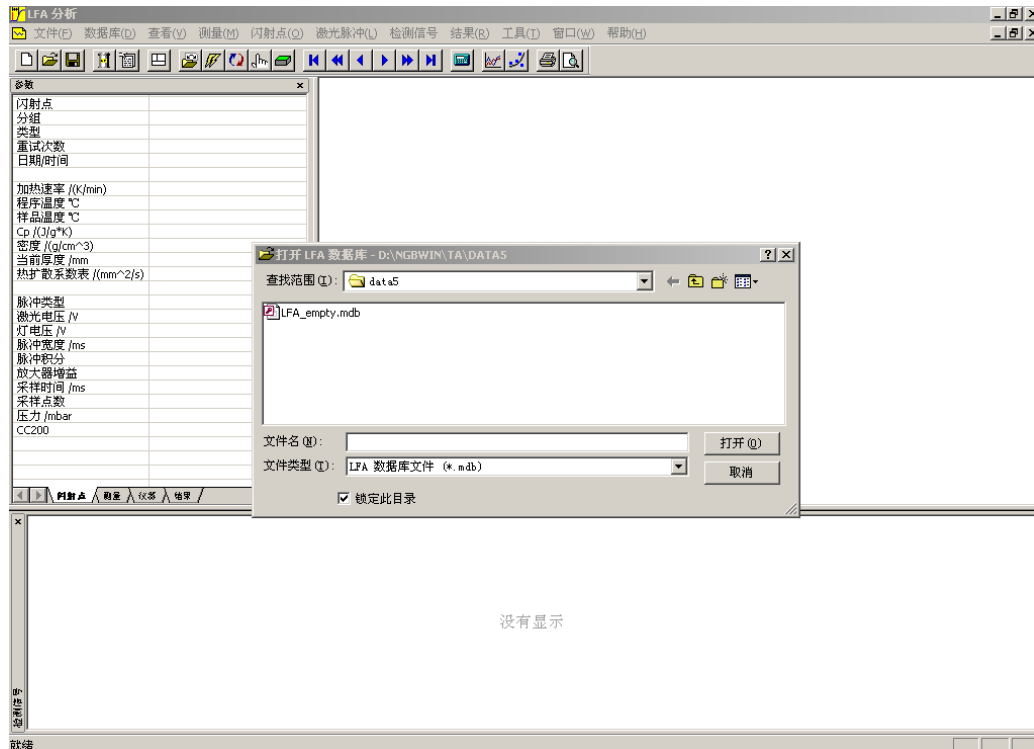 LFA 分析
文件(F) 数据库(D) 查看(V) 测量(M) 闪射点(O) 激光脉冲(L) 检测信号 结果(R) 工具(T) 窗口(W) 帮助(H)
参数
闪射点
分组
类型
重试次数
日期/时间
加热速率 /(K/min)
程序温度 ℃
样品温度 ℃
Cp /(J/g*K)
密度 /(g/cm^3)
当前厚度 /mm
热扩散系数表 /(mm^2/s)
脉冲类型
激光电压 /V
灯电压 /V
脉冲宽度 /ms
脉冲积分
放大器增益
采样时间 /ms
采样点数
压力 /mbar
CC200
闪射点 测量 仪器 结果
打开 LFA 数据库 - D:\NGBWIN\TA\DATA5
查找范围(I): data5
LFA_empty.mdb
文件名(N): 打开(O)
文件类型(T): LFA 数据库文件 (*.mdb) 取消
锁定此目录
没有显示
检测信号
就绪